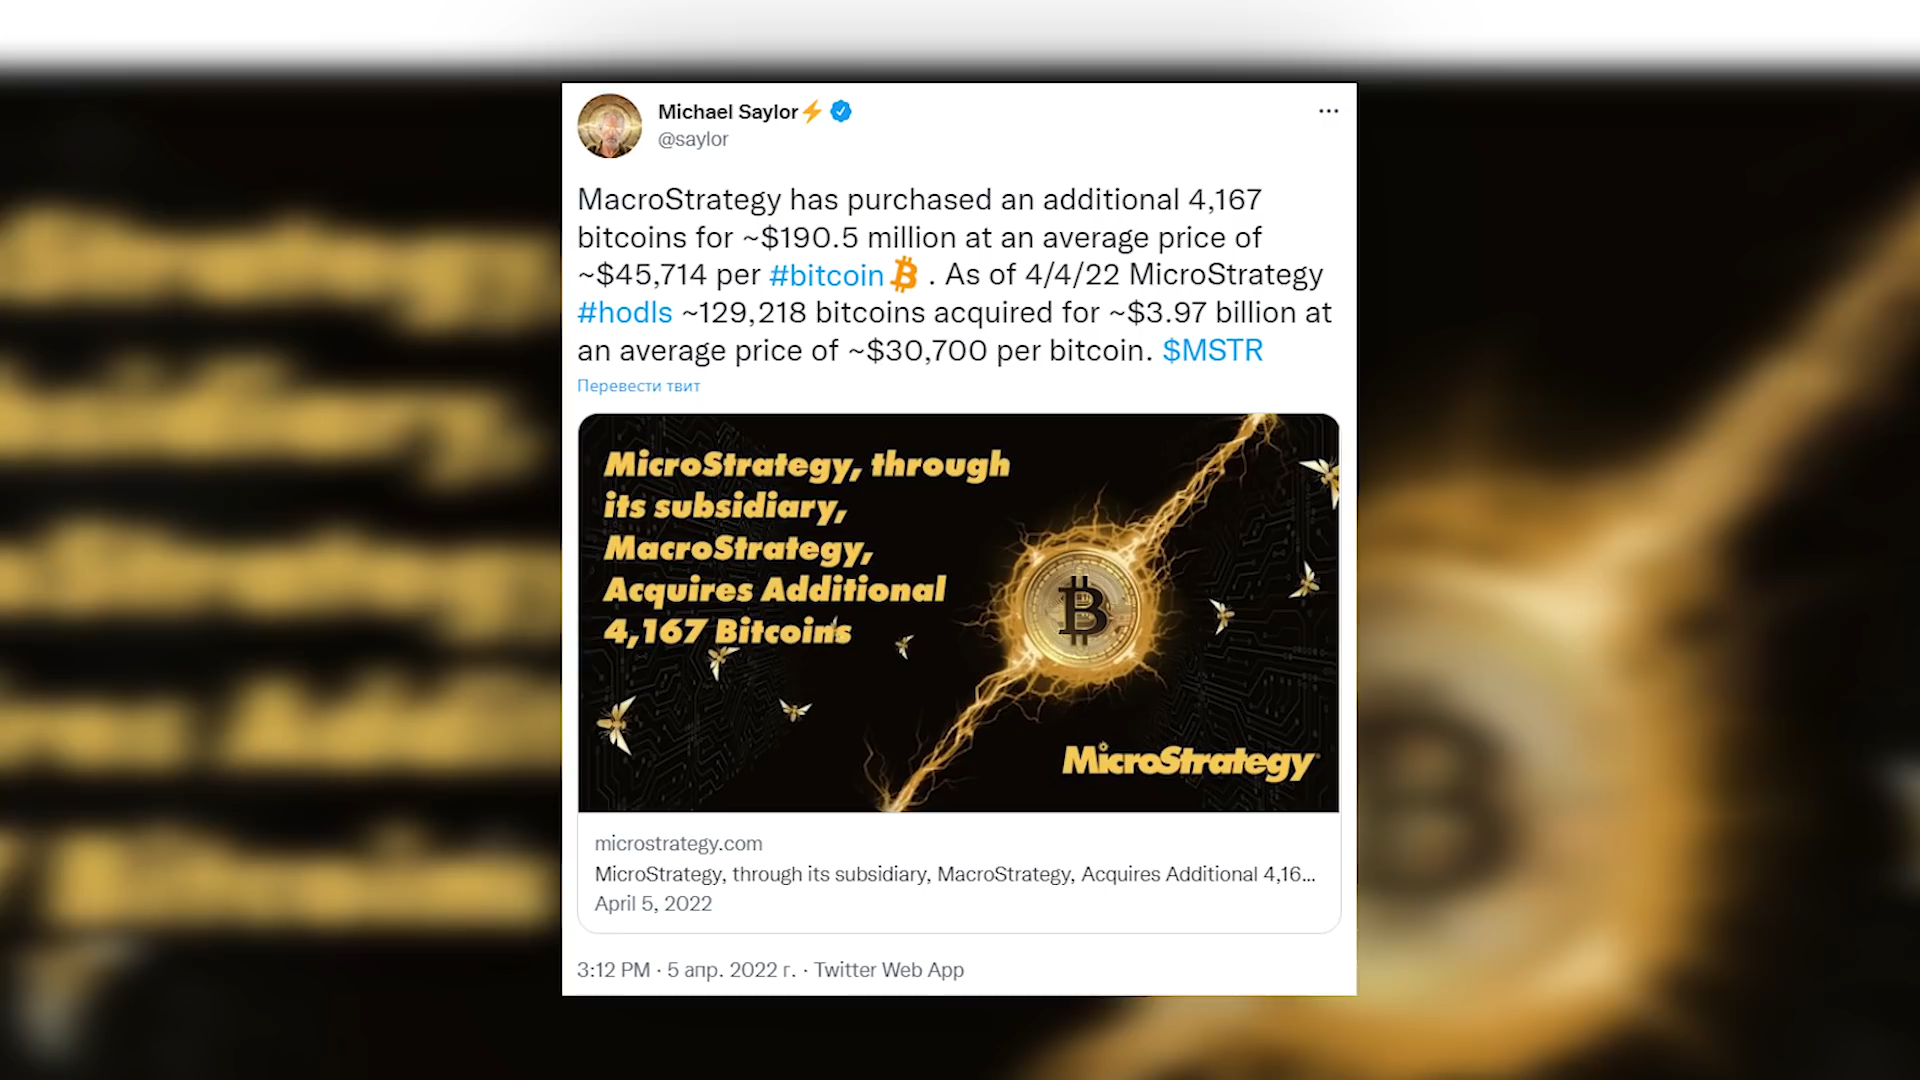 Michael Saylor⚡
@saylor
MacroStrategy has purchased an additional 4,167
bitcoins for ~$190.5 million at an average price of
~$45,714 per #bitcoin₿ . As of 4/4/22 MicroStrategy
#hodls ~129,218 bitcoins acquired for ~$3.97 billion at
an average price of ~$30,700 per bitcoin. $MSTR
Перевести твит
MicroStrategy, through
its subsidiary,
MacroStrategy,
Acquires Additional
4,167 Bitcoins
MicroStrategy
microstrategy.com
MicroStrategy, through its subsidiary, MacroStrategy, Acquires Additional 4,16...
April 5, 2022
3:12 PM · 5 апр. 2022 г. · Twitter Web App